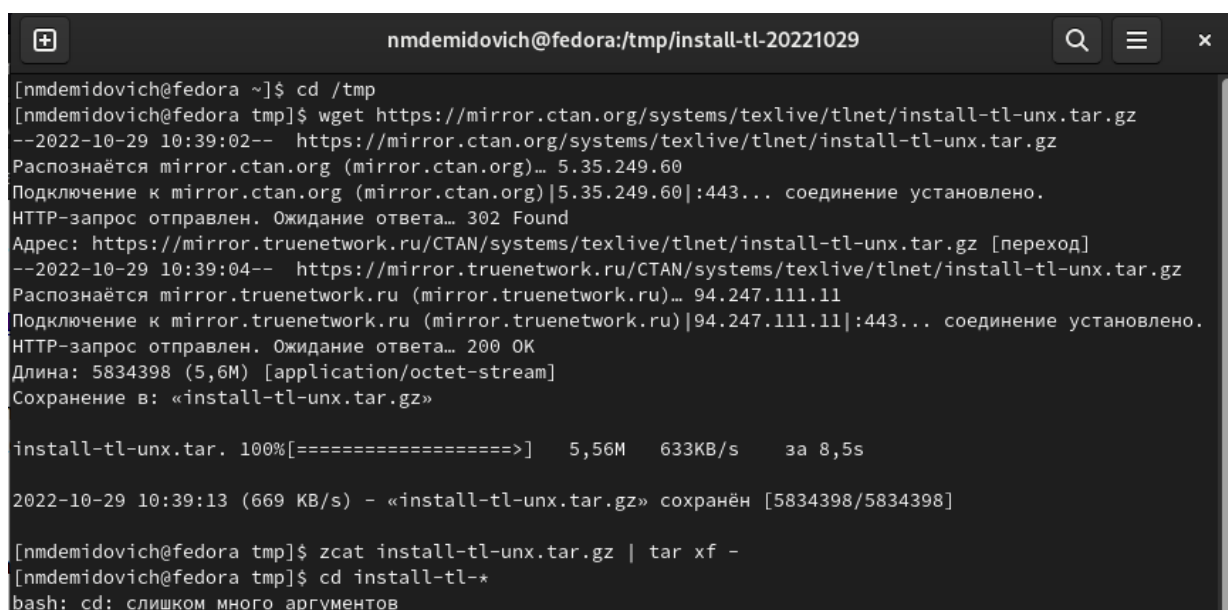 nmdemidovich@fedora:/tmp/install-tl-20221029
[nmdemidovich@fedora ~]$ cd /tmp
[nmdemidovich@fedora tmp]$ wget https://mirror.ctan.org/systems/texlive/tlnet/install-tl-unx.tar.gz
--2022-10-29 10:39:02--  https://mirror.ctan.org/systems/texlive/tlnet/install-tl-unx.tar.gz
Распознаётся mirror.ctan.org (mirror.ctan.org)… 5.35.249.60
Подключение к mirror.ctan.org (mirror.ctan.org)|5.35.249.60|:443... соединение установлено.
HTTP-запрос отправлен. Ожидание ответа… 302 Found
Адрес: https://mirror.truenetwork.ru/CTAN/systems/texlive/tlnet/install-tl-unx.tar.gz [переход]
--2022-10-29 10:39:04--  https://mirror.truenetwork.ru/CTAN/systems/texlive/tlnet/install-tl-unx.tar.gz
Распознаётся mirror.truenetwork.ru (mirror.truenetwork.ru)… 94.247.111.11
Подключение к mirror.truenetwork.ru (mirror.truenetwork.ru)|94.247.111.11|:443... соединение установлено.
HTTP-запрос отправлен. Ожидание ответа… 200 OK
Длина: 5834398 (5,6M) [application/octet-stream]
Сохранение в: «install-tl-unx.tar.gz»
install-tl-unx.tar. 100%[===================>]   5,56M   633KB/s    за 8,5s
2022-10-29 10:39:13 (669 KB/s) - «install-tl-unx.tar.gz» сохранён [5834398/5834398]
[nmdemidovich@fedora tmp]$ zcat install-tl-unx.tar.gz | tar xf -
[nmdemidovich@fedora tmp]$ cd install-tl-*
bash: cd: слишком много аргументов